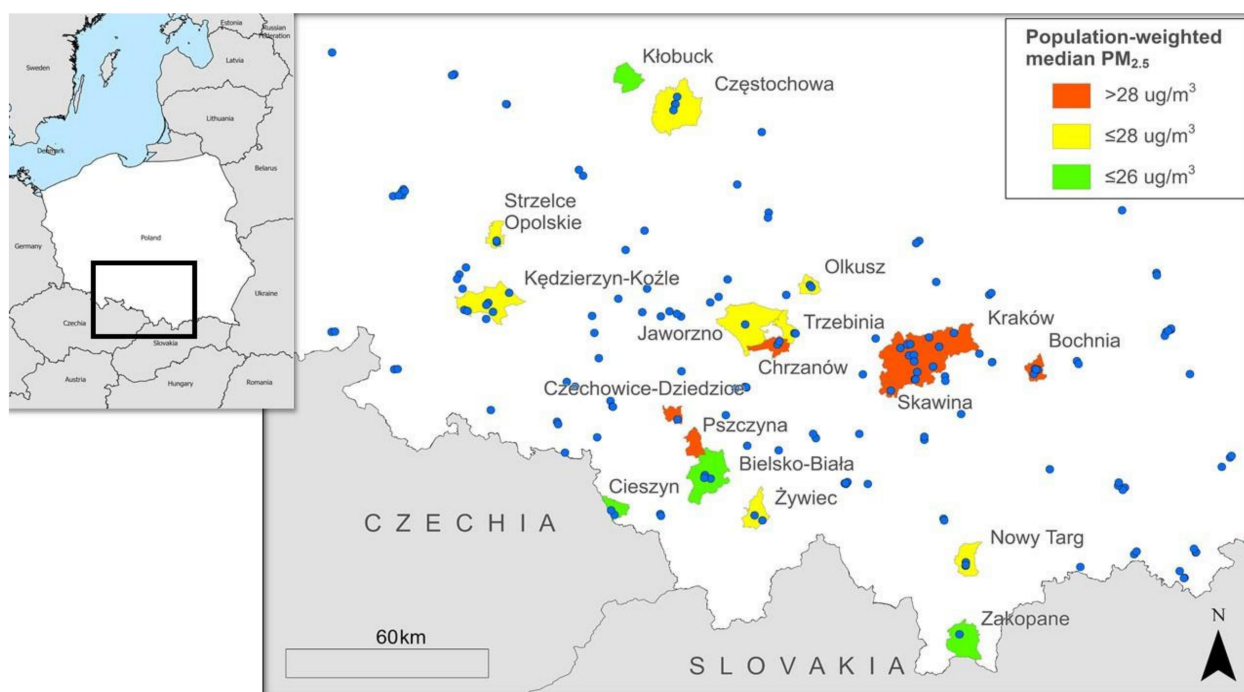 Estonia
Russian
Federation
Sweden
Latvia
Denmark
Lithuania
Belarus
Germany
Poland
Ukraine
Czechia
Slovakia
Austria
Hungary
Romania
Population-weighted
median PM2.5
>28 ug/m³
≤28 ug/m³
≤26 ug/m³
Kłobuck
Częstochowa
Strzelce
Opolskie
Kędzierzyn-Koźle
Olkusz
Jaworzno
Trzebinia
Kraków
Chrzanów
Bochnia
Czechowice-Dziedzice
Skawina
Pszczyna
Bielsko-Biała
Cieszyn
Żywiec
CZECHIA
Nowy Targ
Zakopane
60km
SLOVAKIA
N